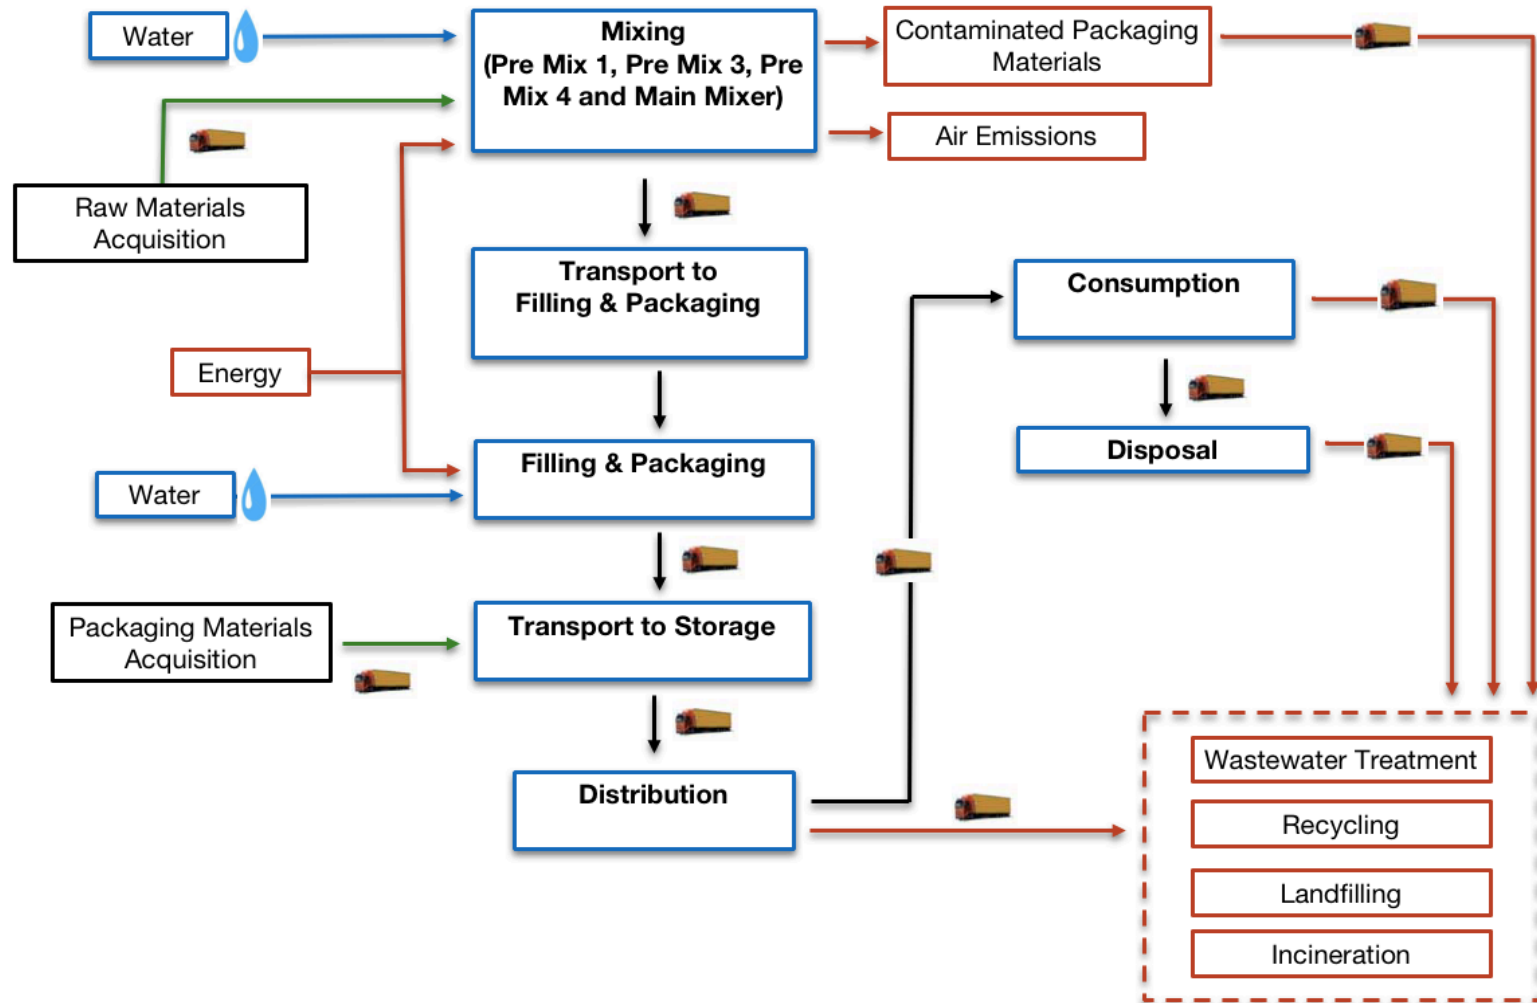 Water
Mixing
(Pre Mix 1, Pre Mix 3, Pre
Mix 4 and Main Mixer)
Contaminated Packaging
Materials
Air Emissions
Raw Materials
Acquisition
Transport to
Filling & Packaging
Consumption
Energy
Filling & Packaging
Disposal
Water
Packaging Materials
Acquisition
Transport to Storage
Distribution
Wastewater Treatment
Recycling
Landfilling
Incineration